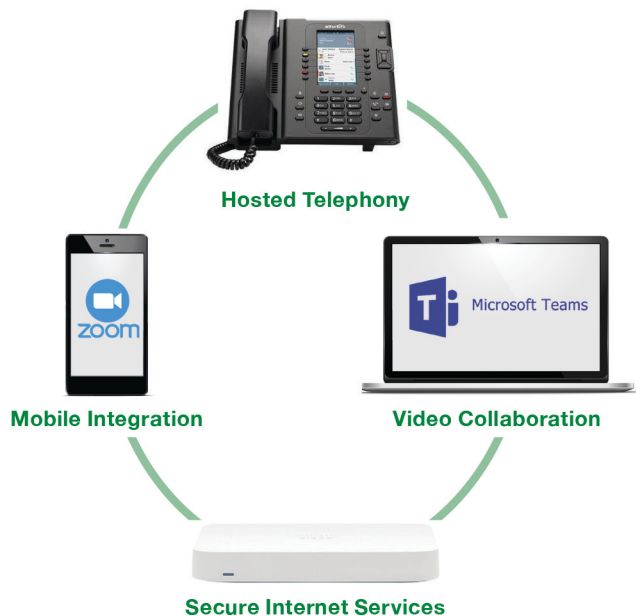 Hosted Telephony
zoom
Microsoft Teams
Mobile Integration
Video Collaboration
Secure Internet Services